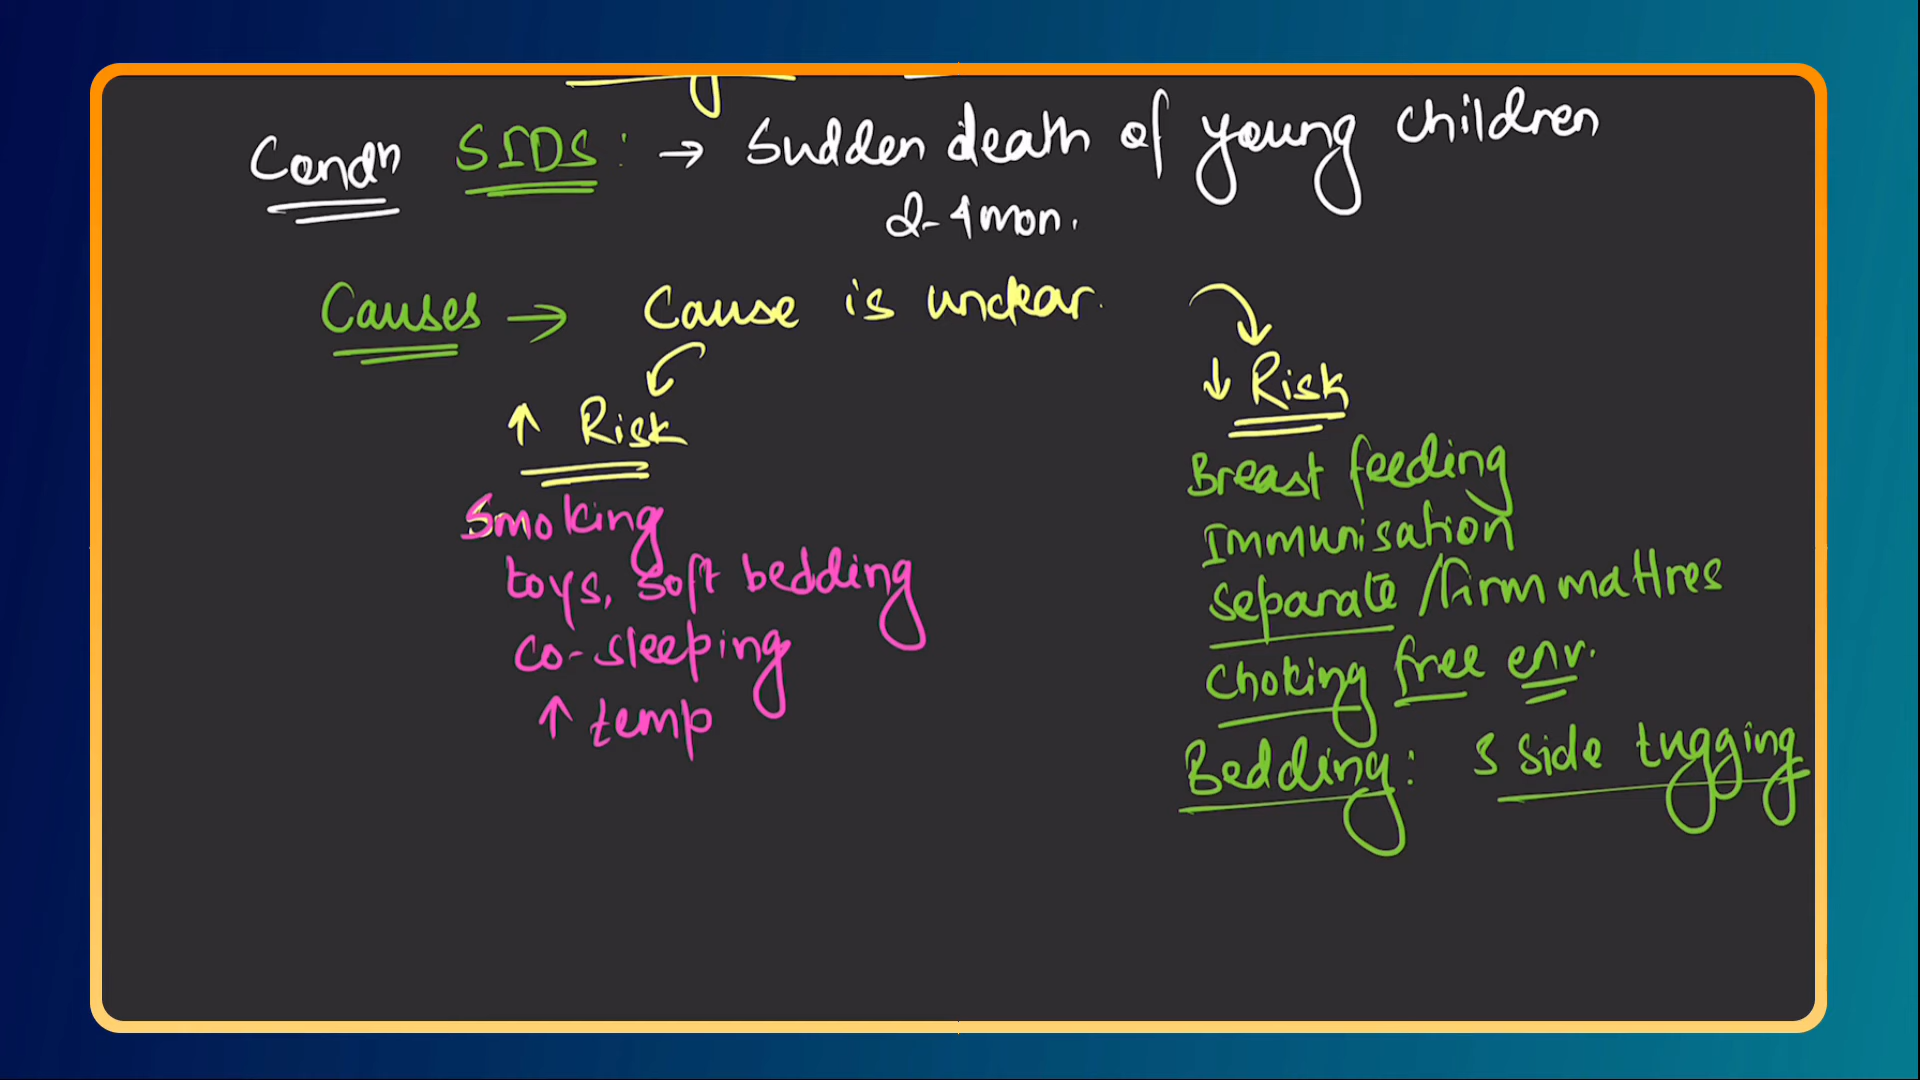 Condn SIDS: → Sudden death of young children
2-4 mon.
Causes → Cause is unclear.
↓ Risk
↑ Risk
Breast feeding
Smoking
Immunisation
toys, soft bedding
separate / firm mattres
co-sleeping
choking free env.
↑ temp
Bedding: 3 side tugging